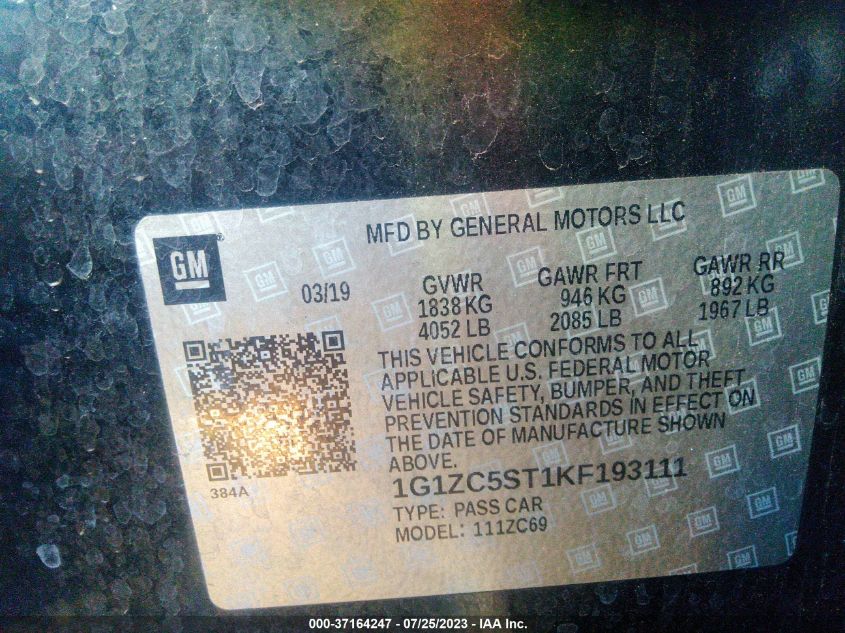 MFD BY GENERAL MOTORS LLC
GM
®
03/19
GVWR GAWR FRT GAWR RR
1838 KG 946 KG 892 KG
4052 LB 2085 LB 1967 LB
THIS VEHICLE CONFORMS TO ALL
APPLICABLE U.S. FEDERAL MOTOR
VEHICLE SAFETY, BUMPER, AND THEFT
PREVENTION STANDARDS IN EFFECT ON
THE DATE OF MANUFACTURE SHOWN
ABOVE.
384A
1G1ZC5ST1KF193111
TYPE: PASS CAR
MODEL: 111ZC69
000-37164247 - 07/25/2023 - IAA Inc.